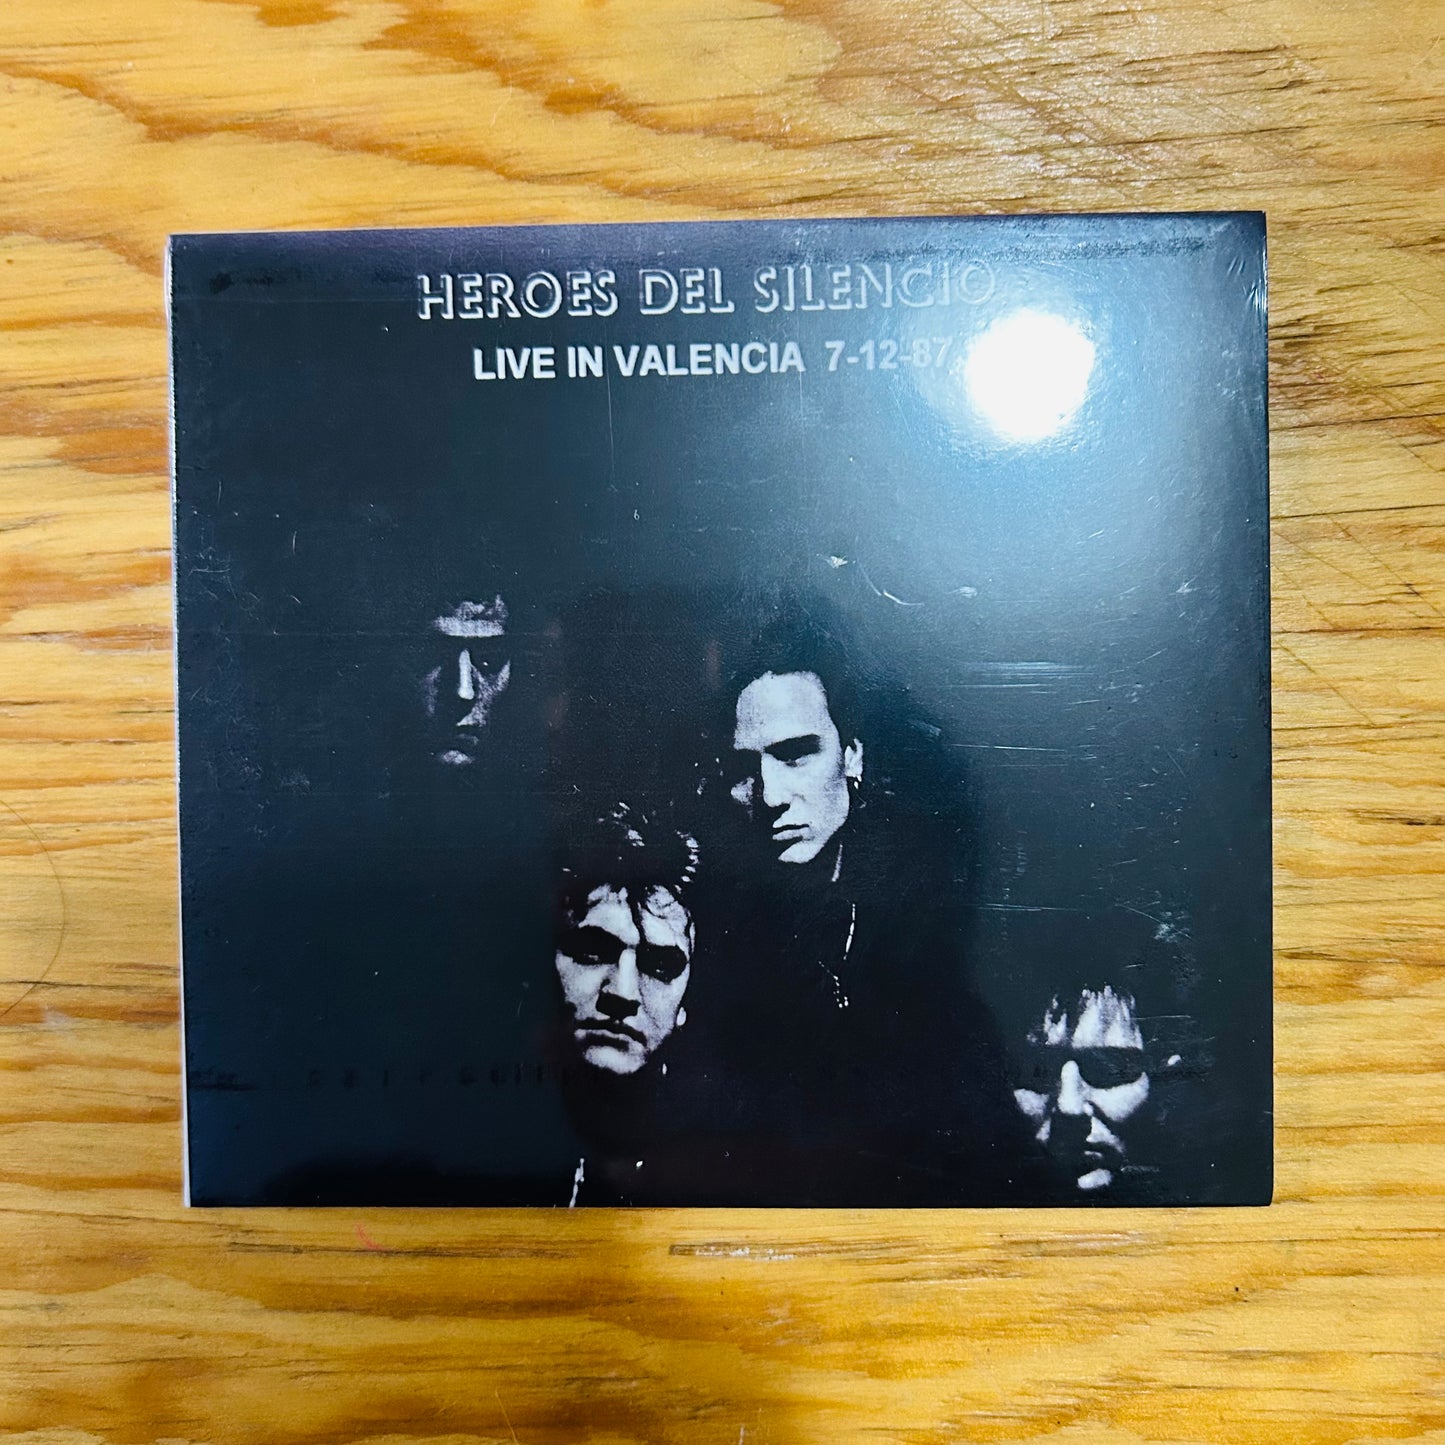 HEROES DEL SILENCIO
LIVE IN VALENCIA 7-12-87